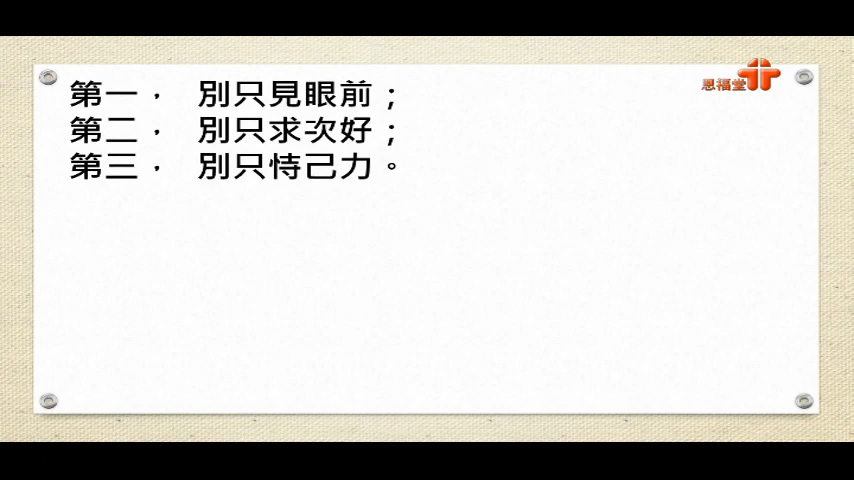 恩福堂
第一， 別只見眼前；
第二， 別只求次好；
第三， 別只恃己力。